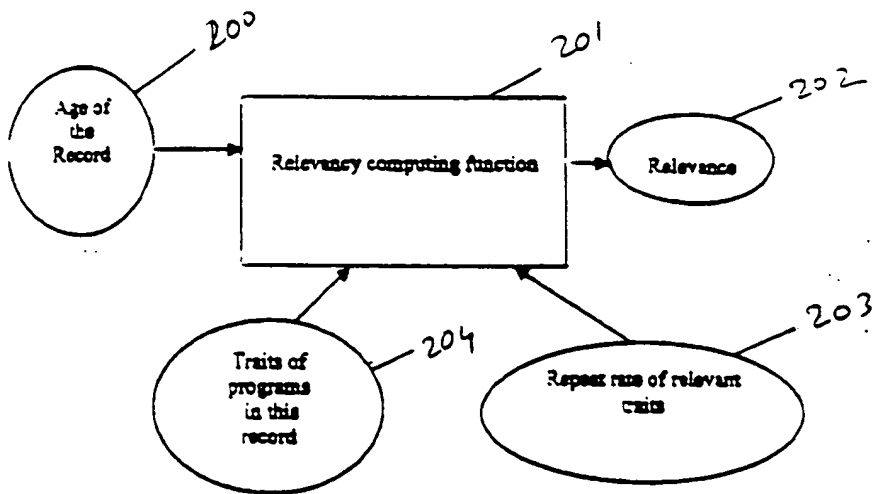 200
201
202
Age of
the
Record
Relevancy computing function
Relevance
203
204
Traits of
programs
in this
record
Repeat rate of relevant
traits